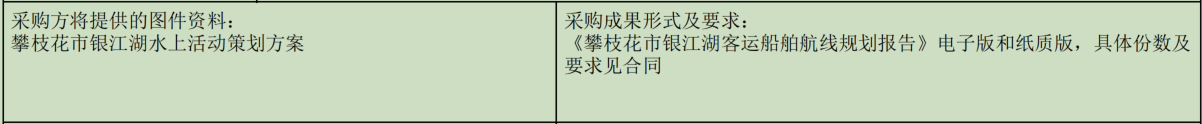 采购方将提供的图件资料：
攀枝花市银江湖水上活动策划方案
采购成果形式及要求：
《攀枝花市银江湖客运船舶航线规划报告》电子版和纸质版，具体份数及
要求见合同